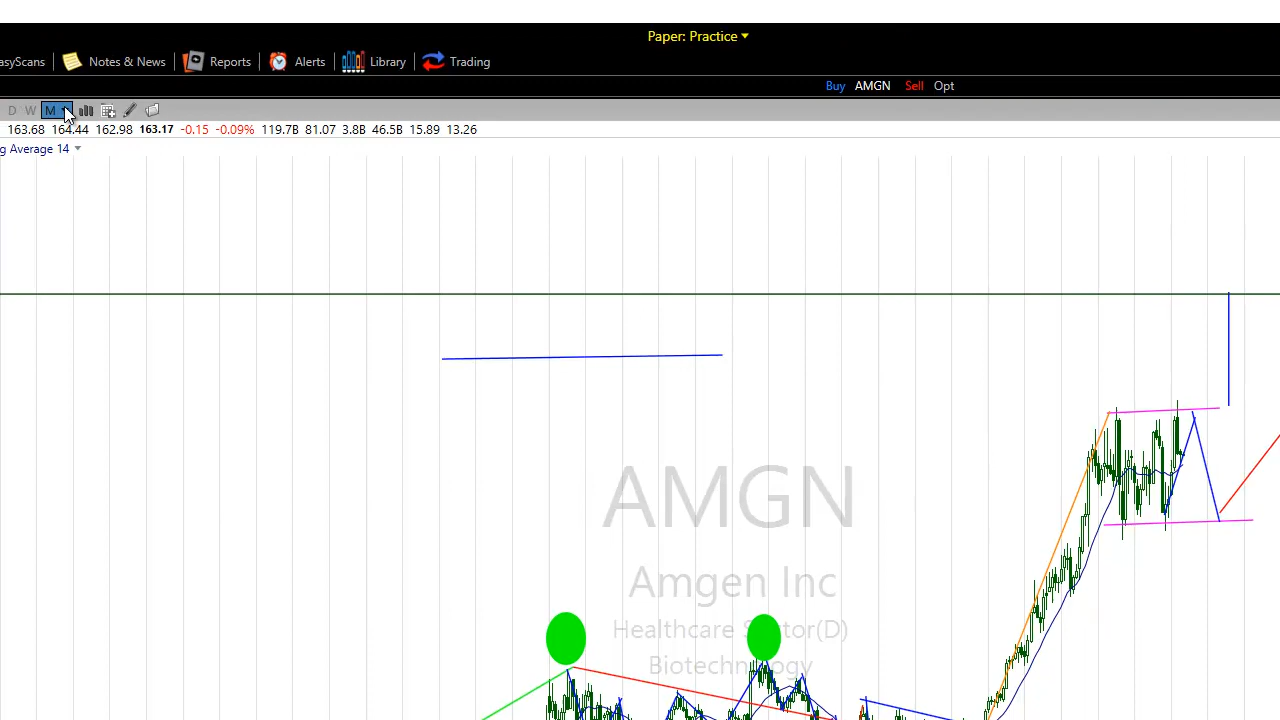 Paper: Practice
asyScans Notes & News Reports Alerts Library Trading
Buy AMGN Sell Opt
D W M
163.68 164.44 162.98 163.17 -0.15 -0.09% 119.7B 81.07 3.8B 46.5B 15.89 13.26
g Average 14
AMGN
Amgen Inc
Healthcare S tor(D)
Biotechnology